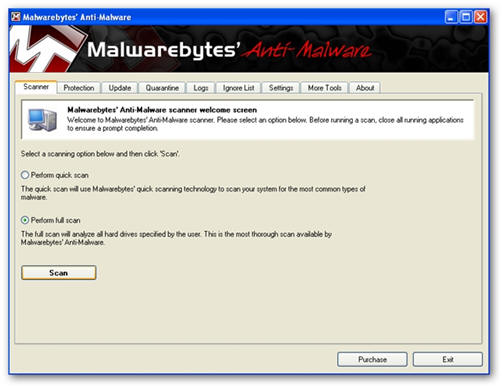 Malwarebytes' Anti-Malware
Malwarebytes' Anti-Malware
Scanner Protection Update Quarantine Logs Ignore List Settings More Tools About
Malwarebytes' Anti-Malware scanner welcome screen
Welcome to Malwarebytes' Anti-Malware scanner. Please select an option below. Before running a scan, close all running applications
to ensure a prompt completion.
Select a scanning option below and then click 'Scan'.
Perform quick scan
The quick scan will use Malwarebytes' quick scanning technology to scan your system for the most common types of
malware.
Perform full scan
The full scan will analyze all hard drives specified by the user. This is the most thorough scan available by
Malwarebytes' Anti-Malware.
Scan
Purchase Exit